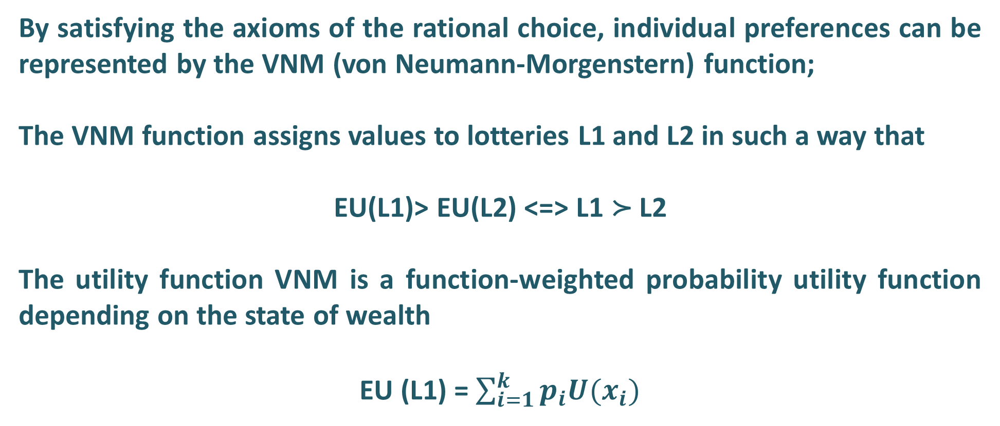 By satisfying the axioms of the rational choice, individual preferences can be
represented by the VNM (von Neumann-Morgenstern) function;
The VNM function assigns values to lotteries L1 and L2 in such a way that
EU(L1)> EU(L2) <=> L1 ≻ L2
The utility function VNM is a function-weighted probability utility function
depending on the state of wealth
EU (L1) = ∑_{i=1}^{k} p_i U(x_i)